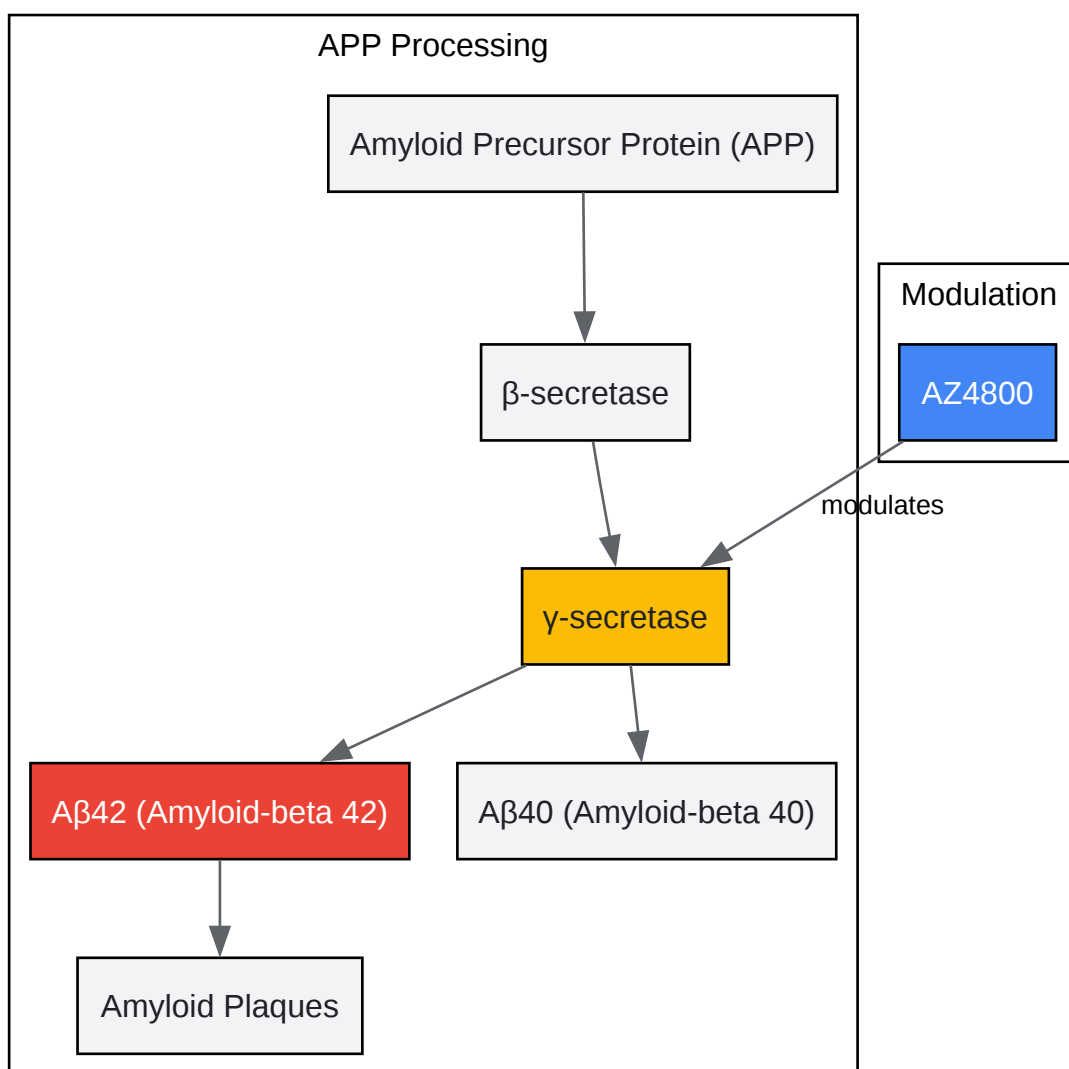 APP Processing
Amyloid Precursor Protein (APP)
Modulation
β-secretase
AZ4800
modulates
γ-secretase
Aβ42 (Amyloid-beta 42)
Aβ40 (Amyloid-beta 40)
Amyloid Plaques